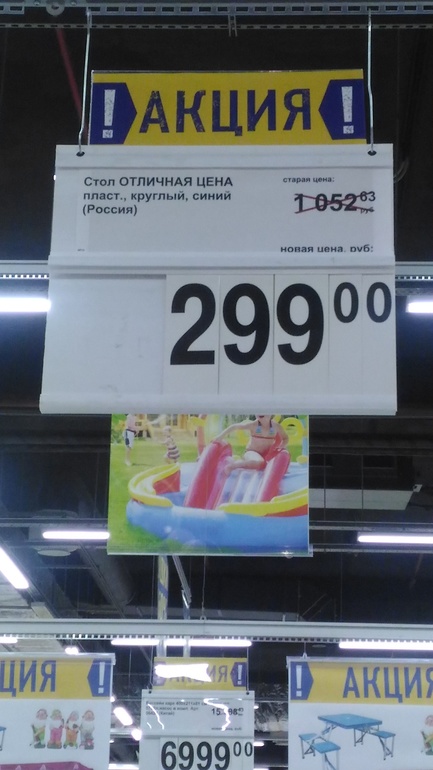 ! АКЦИЯ !
Стол ОТЛИЧНАЯ ЦЕНА
пласт., круглый, синий
(Россия)
старая цена:
1 052 63
руб
новая цена, руб:
299 00
ЦИЯ !
АКЦИЯ !
! АКЦИЯ
6999 00